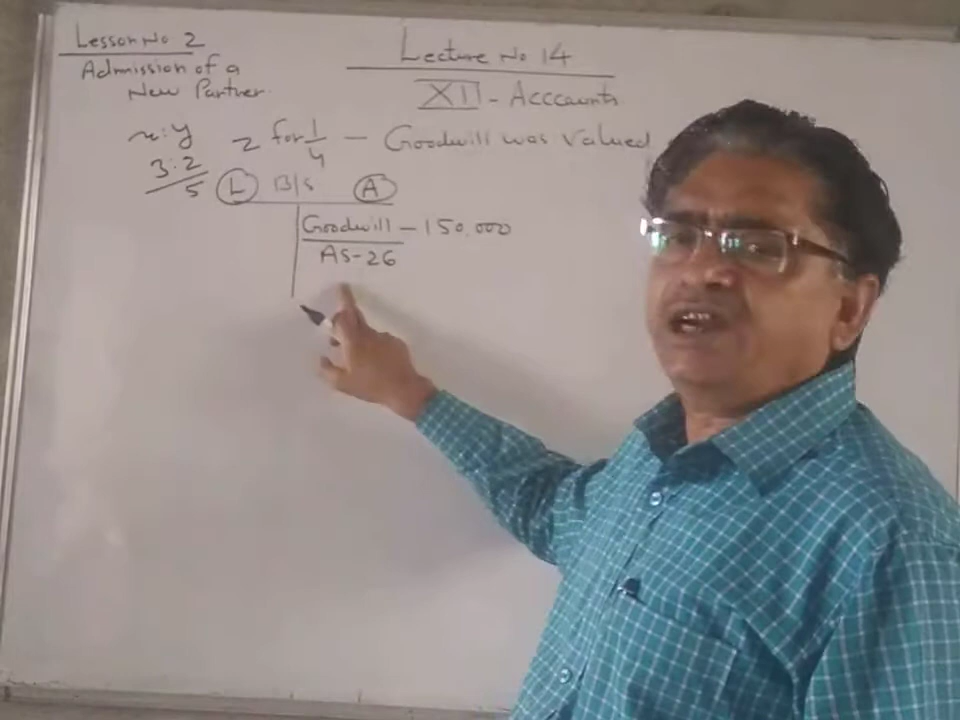 Lesson No 2
Admission of a
New Partner.
Lecture No 14
XII - Acccaunts
x:y
3:2
5
z for 1/4 - Goodwill was valued
L B/S A
Goodwill - 150.000
AS-26